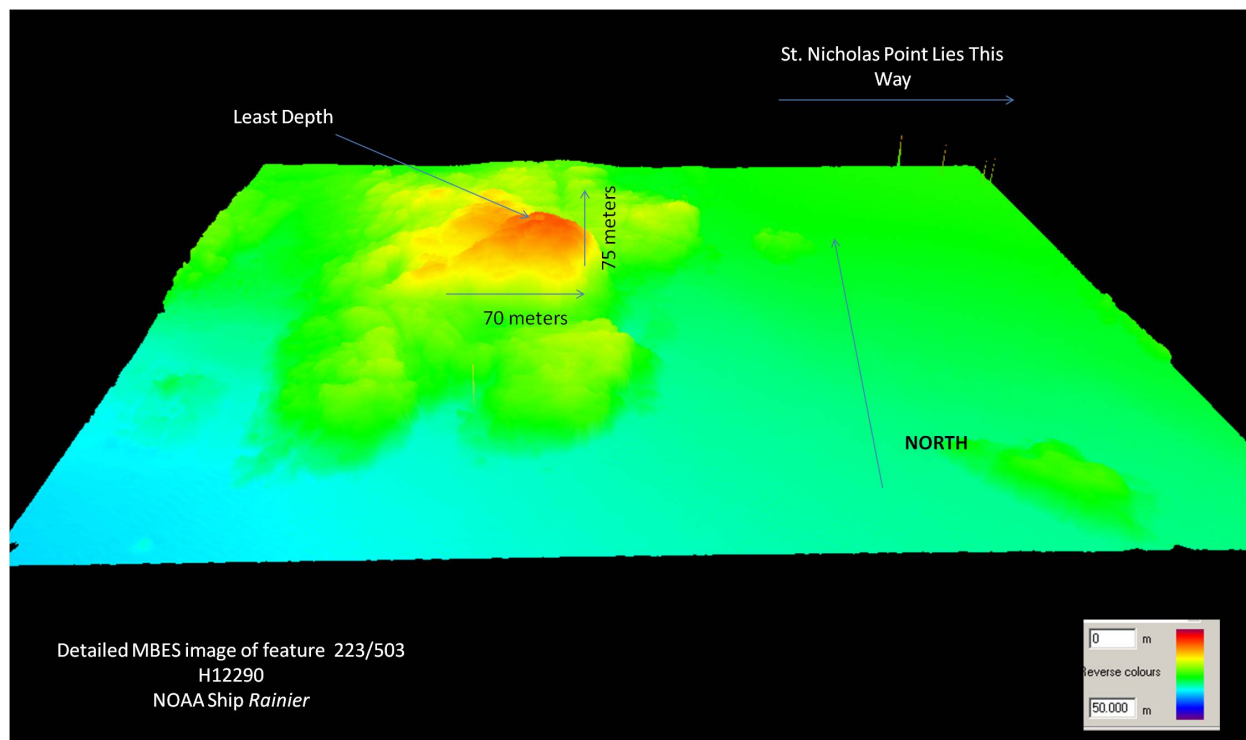 St. Nicholas Point Lies This
Way
Least Depth
75 meters
70 meters
NORTH
Detailed MBES image of feature 223/503
H12290
NOAA Ship Rainier
0 m
Reverse colours
50.000 m